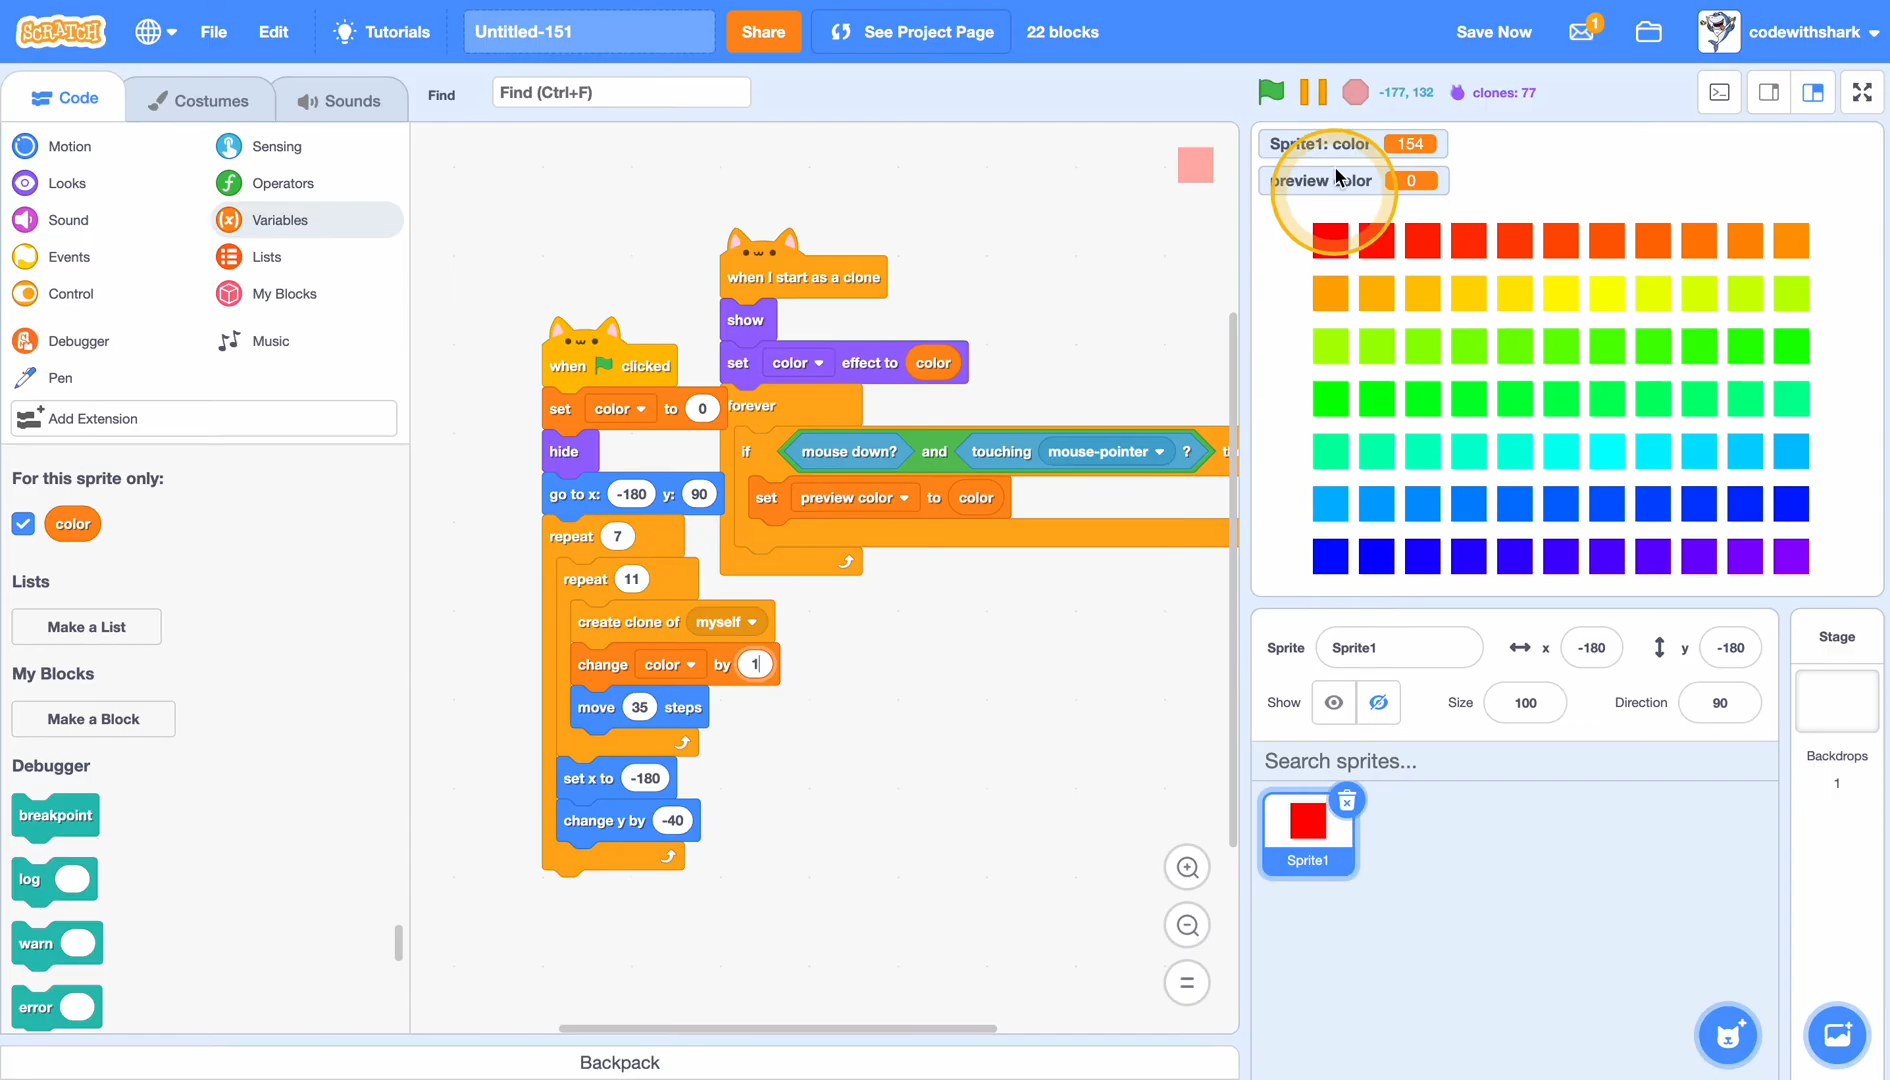 SCRATCH File Edit Tutorials Untitled-151 Share See Project Page 22 blocks Save Now 1 codewithshark
Code Costumes Sounds Find Find (Ctrl+F) -177, 132 clones: 77
Motion Sensing
Looks Operators
Sound Variables
Events Lists
Control My Blocks
Debugger Music
Pen
Add Extension
For this sprite only:
color
Lists
Make a List
My Blocks
Make a Block
Debugger
breakpoint
log
warn
error
when I start as a clone
show
set color effect to color
forever
if mouse down? and touching mouse-pointer ?
set preview color to color
when clicked
set color to 0
hide
go to x: -180 y: 90
repeat 7
repeat 11
create clone of myself
change color by 1
move 35 steps
set x to -180
change y by -40
Backpack
Sprite1: color 154
preview color 0
Sprite Sprite1 x -180 y -180
Show Size 100 Direction 90
Search sprites...
Sprite1
Stage
Backdrops
1